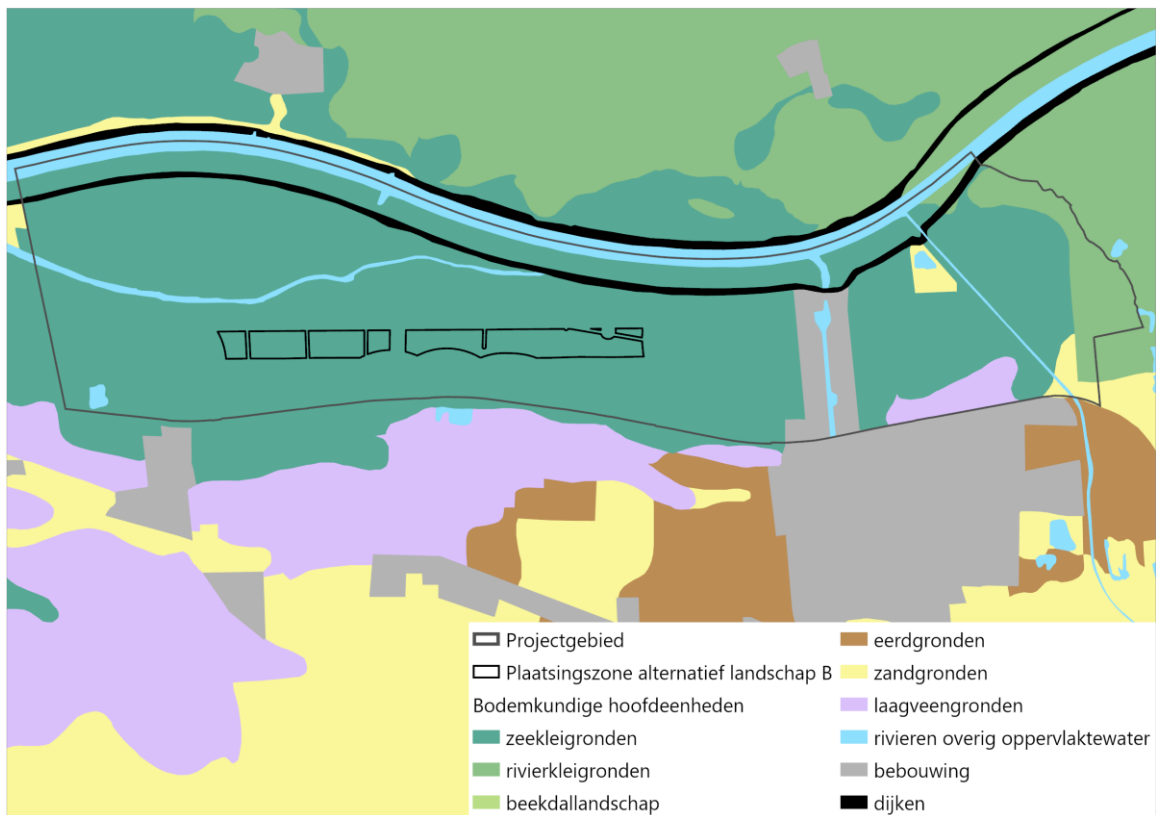 Projectgebied
Plaatsingszone alternatief landschap B
Bodemkundige hoofdeenheden
zeekleigronden
rivierkleigronden
beekdallandschap
eerdgronden
zandgronden
laagveengronden
rivieren overig oppervlaktewater
bebouwing
dijken